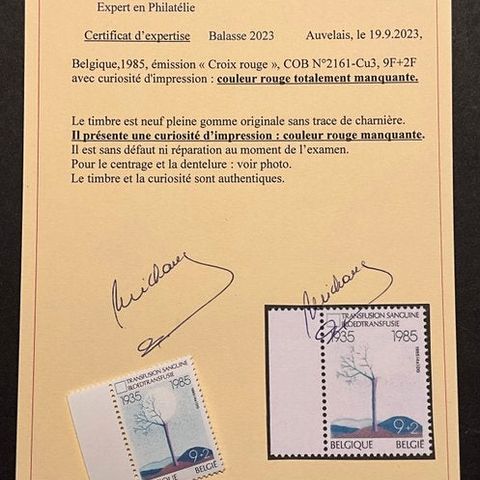 Expert en Philatélie
Certificat d'expertise Balasse 2023 Auvelais, le 19.9.2023,
Belgique,1985, émission « Croix rouge », COB N°2161-Cu3, 9F+2F
avec curiosité d'impression : couleur rouge totalement manquante.
Le timbre est neuf pleine gomme originale sans trace de charnière.
Il présente une curiosité d'impression : couleur rouge manquante.
Il est sans défaut ni réparation au moment de l'examen.
Pour le centrage et la dentelure : voir photo.
Le timbre et la curiosité sont authentiques.
TRANSFUSION SANGUINE
BLOEDTRANSFUSIE
1935 1985
9+2
BELGIQUE BELGIË
TRANSFUSION SANGUINE
BLOEDTRANSFUSIE
1935 1985
9+2
BELGIQUE BELGIË